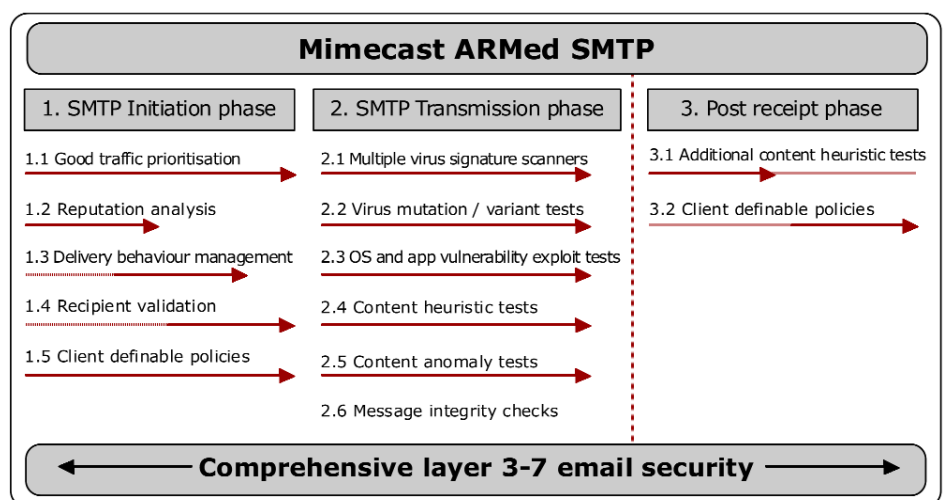 Mimecast ARMed SMTP
1. SMTP Initiation phase
1.1 Good traffic prioritisation
1.2 Reputation analysis
1.3 Delivery behaviour management
1.4 Recipient validation
1.5 Client definable policies
2. SMTP Transmission phase
2.1 Multiple virus signature scanners
2.2 Virus mutation / variant tests
2.3 OS and app vulnerability exploit tests
2.4 Content heuristic tests
2.5 Content anomaly tests
2.6 Message integrity checks
3. Post receipt phase
3.1 Additional content heuristic tests
3.2 Client definable policies
Comprehensive layer 3-7 email security